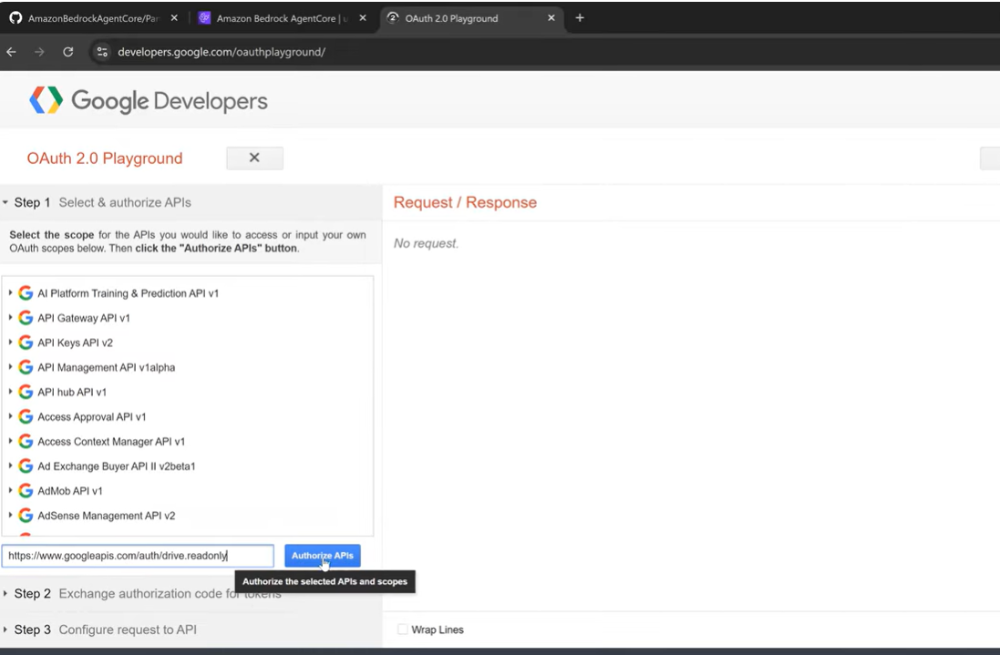 AmazonBedrockAgentCore/Par
Amazon Bedrock AgentCore | u
OAuth 2.0 Playground
developers.google.com/oauthplayground/
Google Developers
OAuth 2.0 Playground
Step 1 Select & authorize APIs
Request / Response
Select the scope for the APIs you would like to access or input your own
OAuth scopes below. Then click the "Authorize APIs" button.
No request.
AI Platform Training & Prediction API v1
API Gateway API v1
API Keys API v2
API Management API v1alpha
API hub API v1
Access Approval API v1
Access Context Manager API v1
Ad Exchange Buyer API II v2beta1
AdMob API v1
AdSense Management API v2
https://www.googleapis.com/auth/drive.readonly
Authorize APIs
Authorize the selected APIs and scopes
Step 2 Exchange authorization code for tokens
Step 3 Configure request to API
Wrap Lines